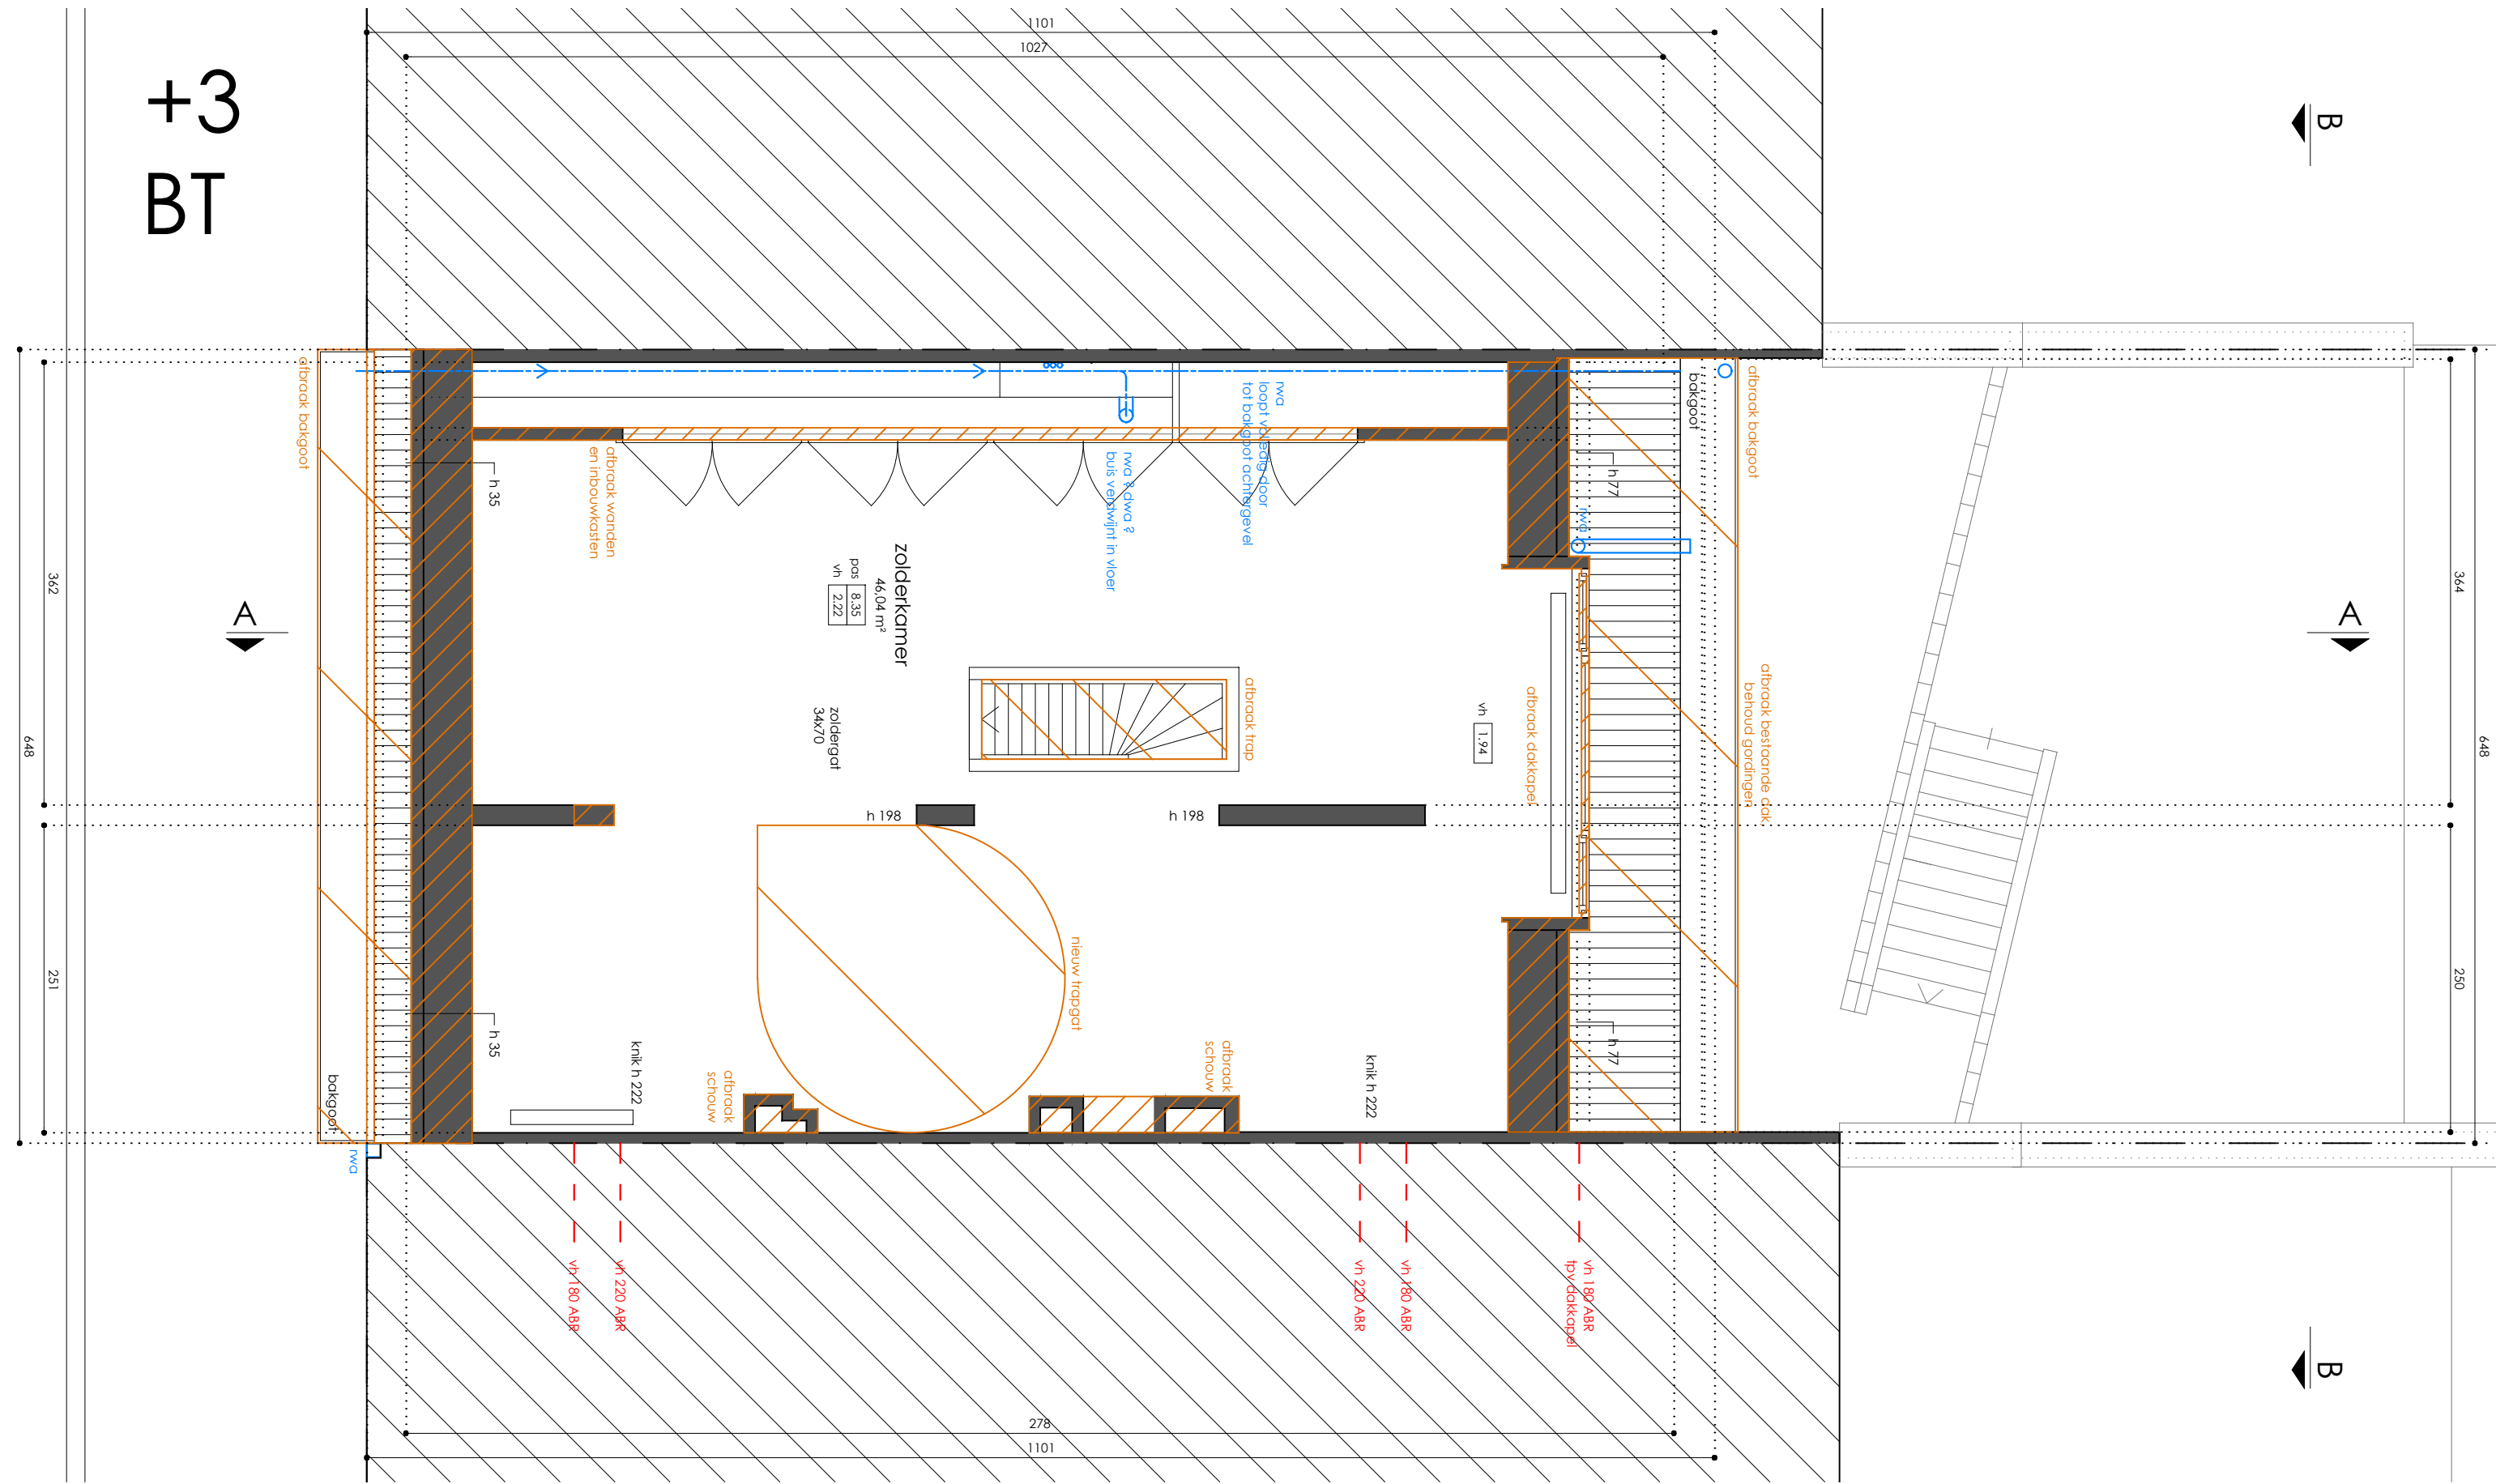 +3
BT
1101
1027
B
afbraak bakgoot
afbraak bakgoot
bakgoot
rwa
loopt volledig door
tot bakgoot achtergevel
rwa ? dwa ?
buis verdwijnt in vloer
afbraak wanden
en inbouwkasten
h 35
h 77
rwa
362
364
648
648
A
A
zolderkamer
46,04 m²
pas 8.35
vh 2.22
zoldergat
34x70
afbraak trap
vh 1.94
afbraak dakkapel
afbraak bestaande dak
behoud gordingen
h 198
h 198
251
250
nieuw trapgat
h 35
h 77
knik h 222
knik h 222
afbraak
schouw
afbraak
schouw
bakgoot
rwa
vh 180 ABR
vh 220 ABR
vh 220 ABR
vh 180 ABR
vh 180 ABR
tpv dakkapel
B
278
1101